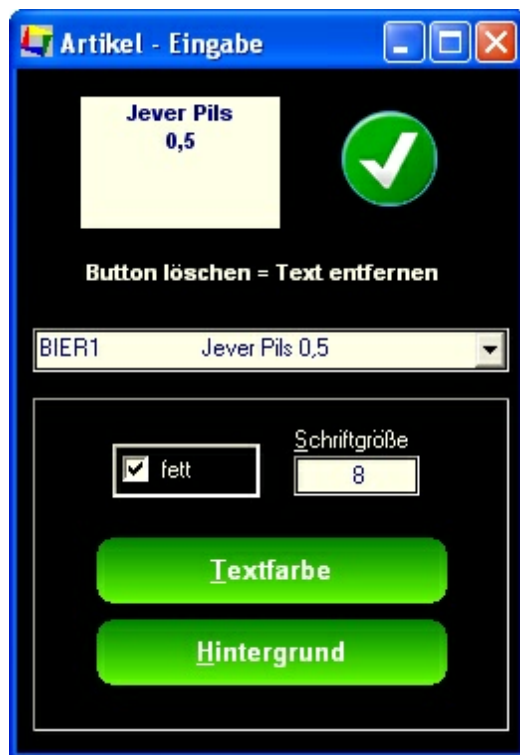 Artikel - Eingabe
Jever Pils
0,5
Button löschen = Text entfernen
BIER1 Jever Pils 0,5
fett
Schriftgröße
8
Textfarbe
Hintergrund